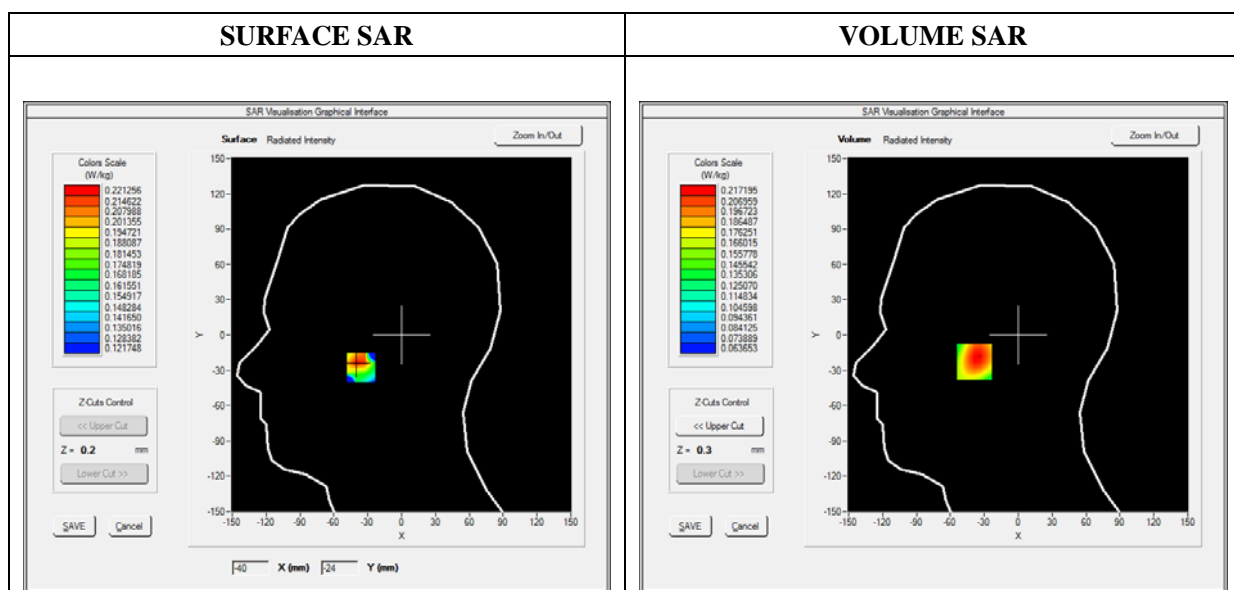 SURFACE SAR
VOLUME SAR
SAR Visualisation Graphical Interface
Surface Radiated Intensity
Zoom In/Out
Colors Scale
(W/kg)
0.221256
0.214622
0.207988
0.201355
0.194721
0.188087
0.181453
0.174819
0.168185
0.161551
0.154917
0.148284
0.141650
0.135016
0.128382
0.121748
Z-Cuts Control
<< Upper Cut
Z = 0.2 mm
Lower Cut >>
SAVE Cancel
150
120
90
60
30
0
-30
-60
-90
-120
-150
Y
-150 -120 -90 -60 -30 0 30 60 90 120 150
X
-40 X (mm) -24 Y (mm)
SAR Visualisation Graphical Interface
Volume Radiated Intensity
Zoom In/Out
Colors Scale
(W/kg)
0.217195
0.206959
0.196723
0.186487
0.176251
0.166015
0.155778
0.145542
0.135306
0.125070
0.114834
0.104598
0.094361
0.084125
0.073889
0.063653
Z-Cuts Control
<< Upper Cut
Z = 0.3 mm
Lower Cut >>
SAVE Cancel
150
120
90
60
30
0
-30
-60
-90
-120
-150
Y
-150 -120 -90 -60 -30 0 30 60 90 120 150
X